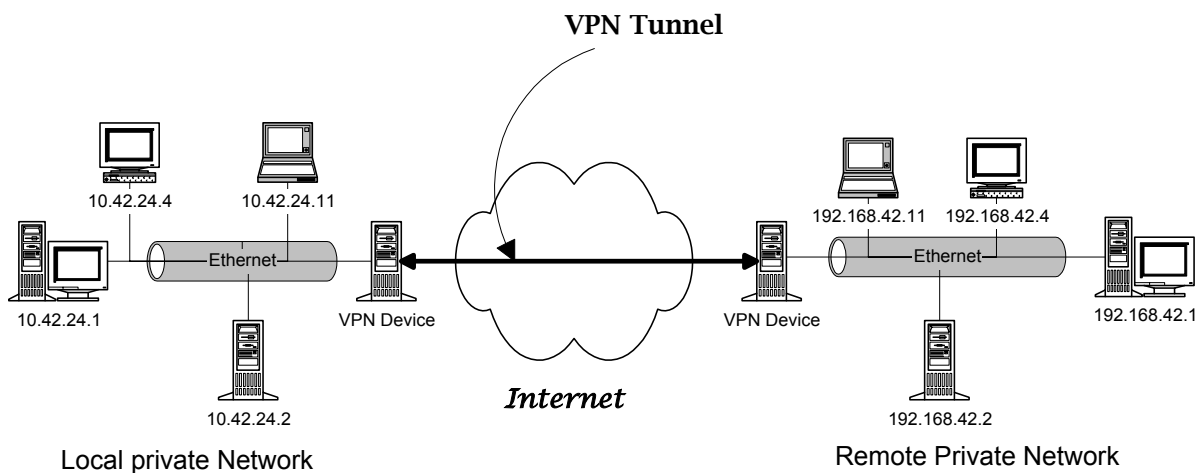 VPN Tunnel
10.42.24.4
10.42.24.11
192.168.42.11
192.168.42.4
Ethernet
Ethernet
10.42.24.1
VPN Device
VPN Device
192.168.42.1
10.42.24.2
Internet
192.168.42.2
Local private Network
Remote Private Network